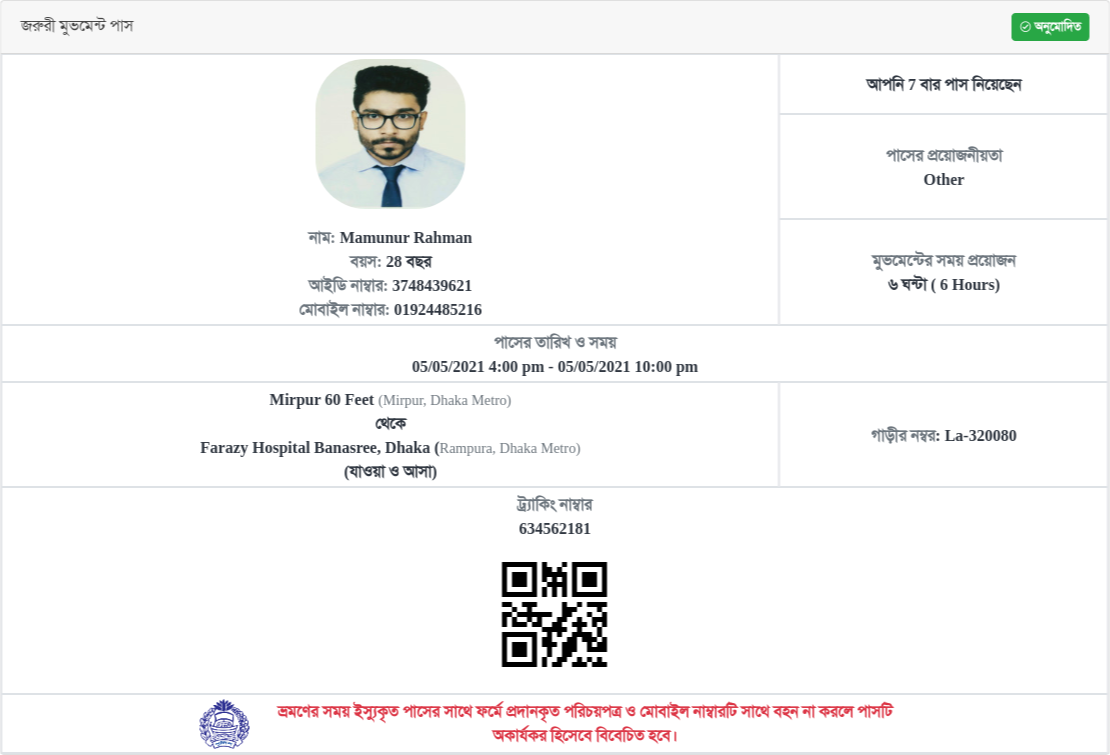 জরুরী মুভমেন্ট পাস
অনুমোদিত
আপনি 7 বার পাস নিয়েছেন
পাসের প্রয়োজনীয়তা
Other
নাম: Mamunur Rahman
বয়স: 28 বছর
আইডি নাম্বার: 3748439621
মোবাইল নাম্বার: 01924485216
মুভমেন্টের সময় প্রয়োজন
৬ ঘন্টা ( 6 Hours)
পাসের তারিখ ও সময়
05/05/2021 4:00 pm - 05/05/2021 10:00 pm
Mirpur 60 Feet (Mirpur, Dhaka Metro)
থেকে
Farazy Hospital Banasree, Dhaka (Rampura, Dhaka Metro)
(যাওয়া ও আসা)
গাড়ীর নম্বর: La-320080
ট্র্যাকিং নাম্বার
634562181
ভ্রমণের সময় ইস্যুকৃত পাসের সাথে ফর্মে প্রদানকৃত পরিচয়পত্র ও মোবাইল নাম্বারটি সাথে বহন না করলে পাসটি
অকার্যকর হিসেবে বিবেচিত হবে।